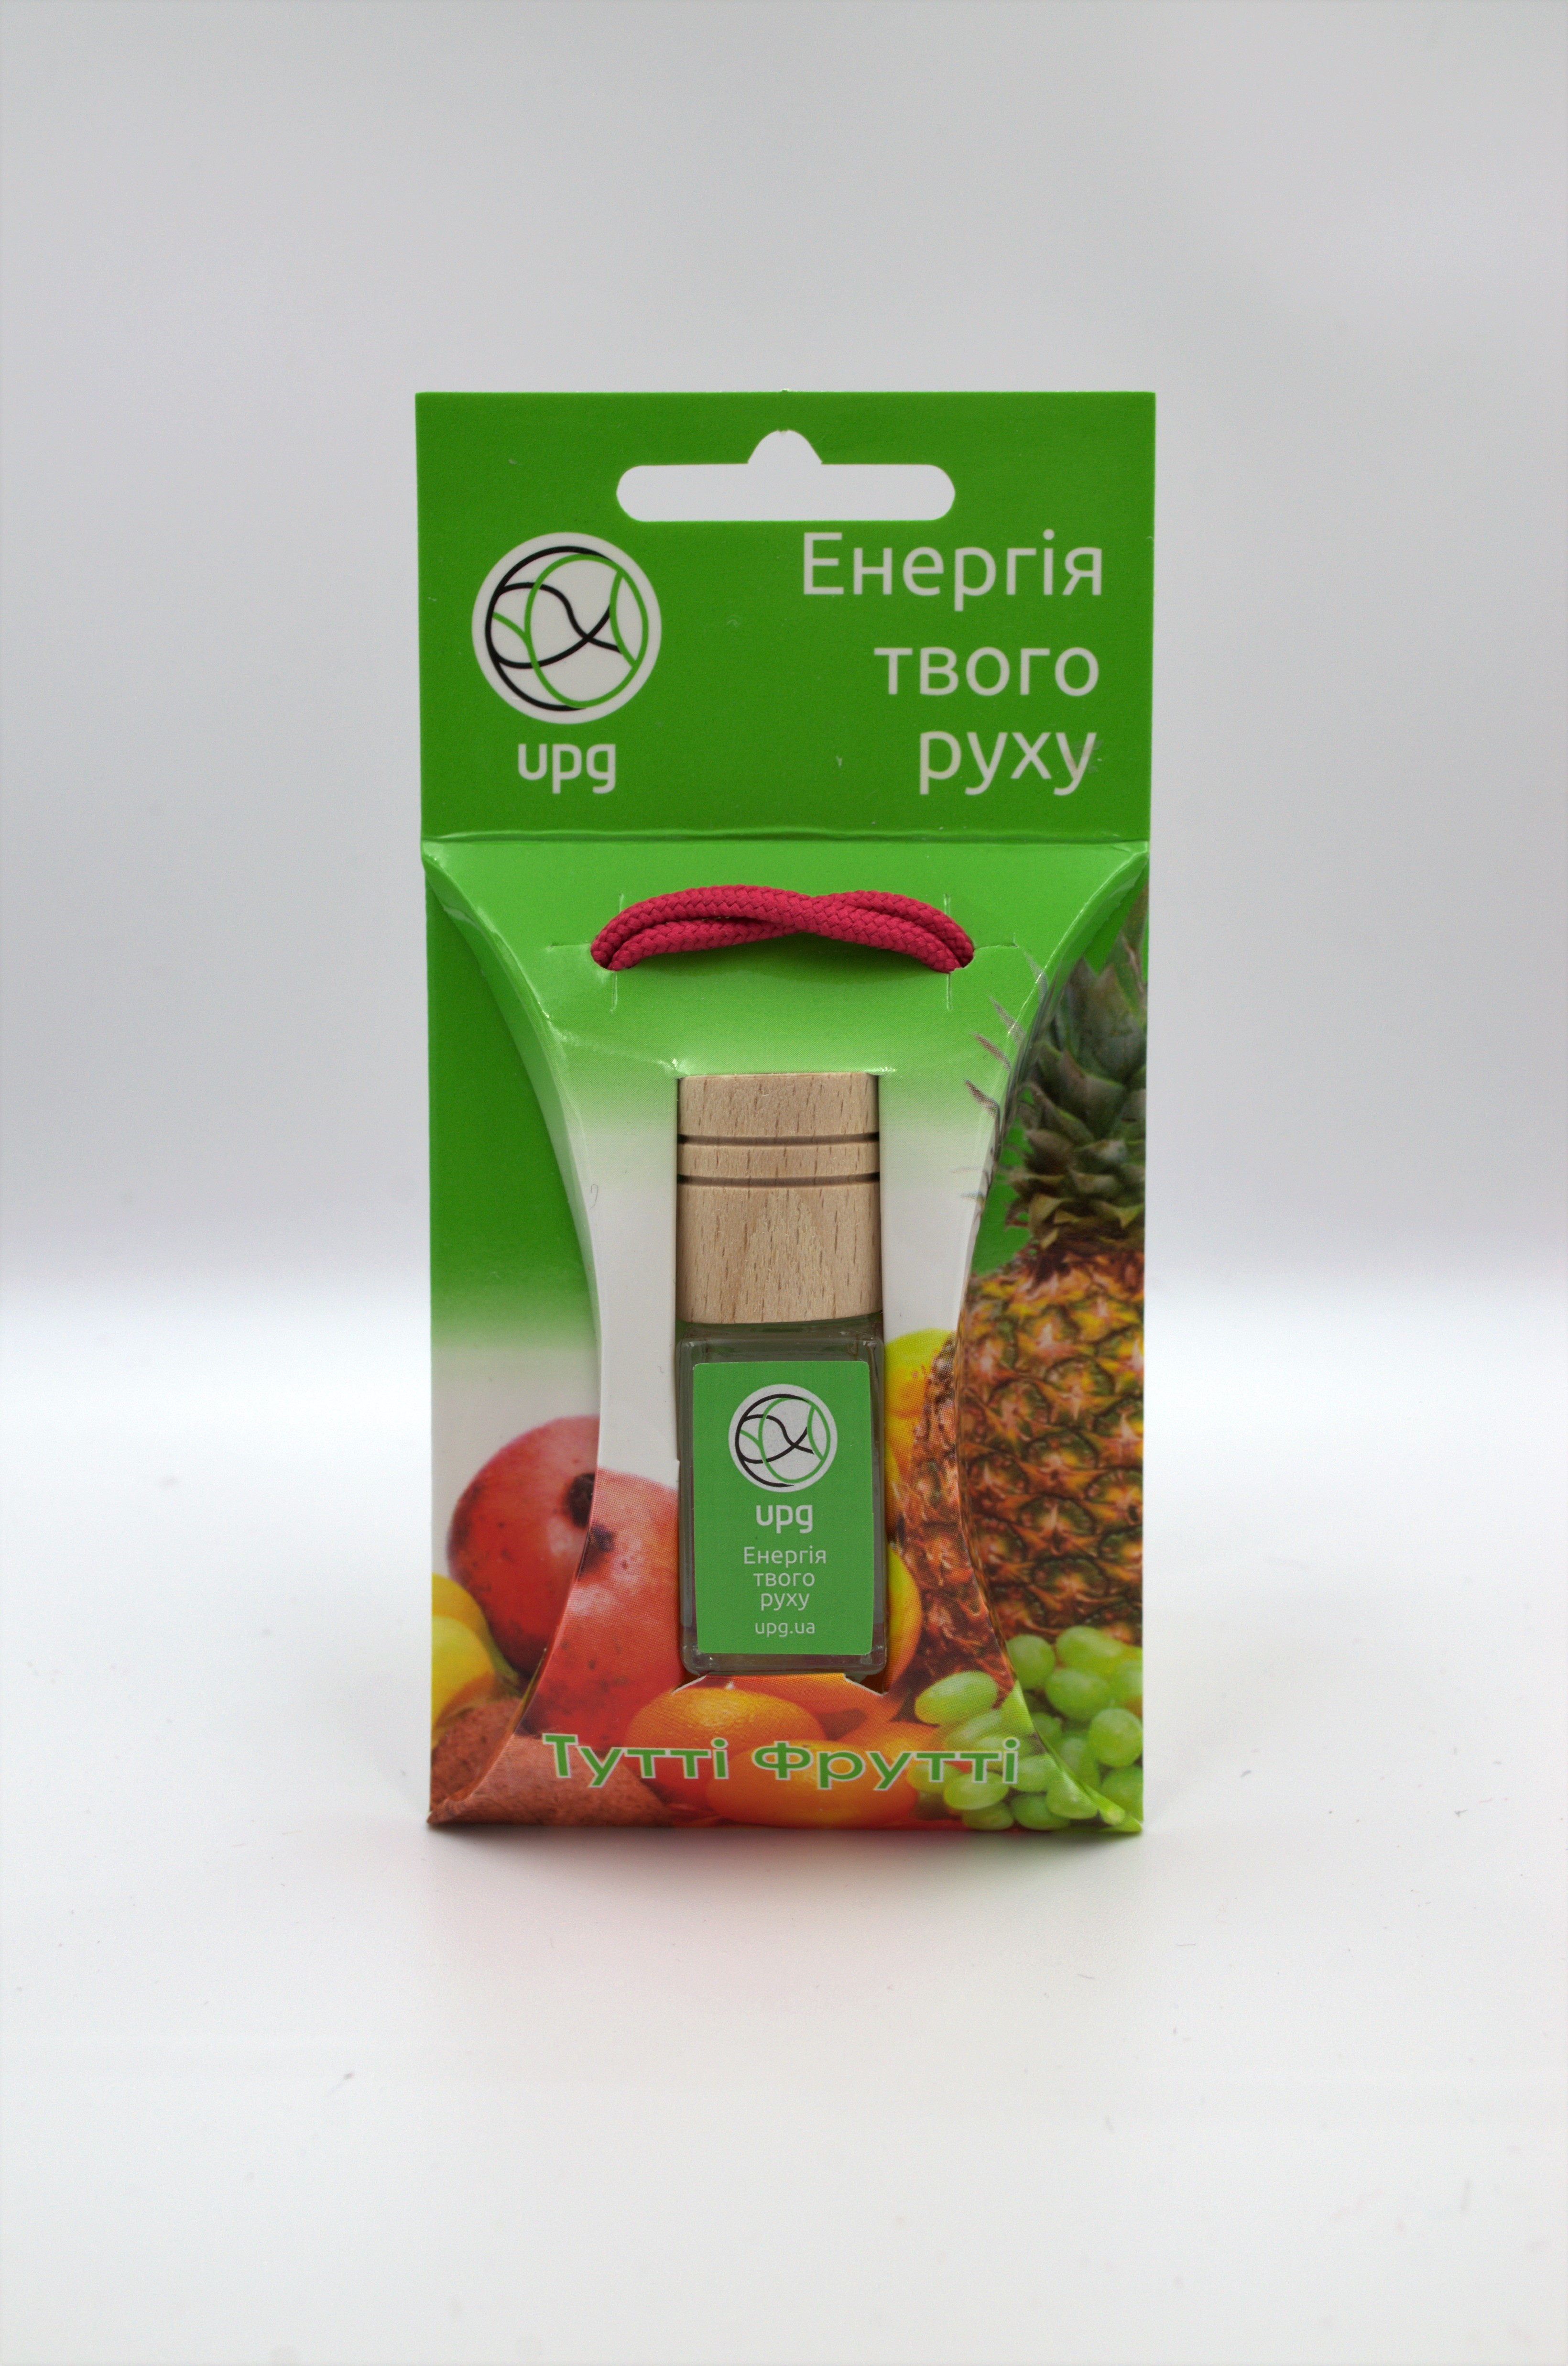 Енергія
твого
руху
upg
upg
Енергія
твого
руху
upg.ua
Тутті Фрутті